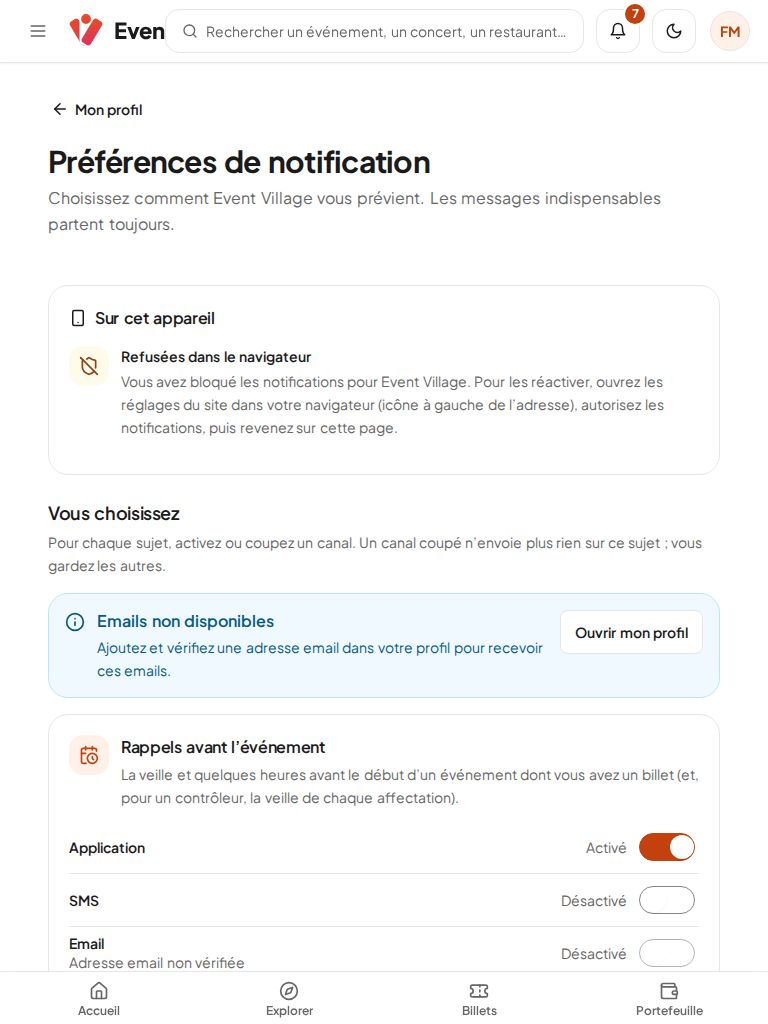 Even
Rechercher un événement, un concert, un restaurant…
7
FM
Mon profil
Préférences de notification
Choisissez comment Event Village vous prévient. Les messages indispensables
partent toujours.
Sur cet appareil
Refusées dans le navigateur
Vous avez bloqué les notifications pour Event Village. Pour les réactiver, ouvrez les
réglages du site dans votre navigateur (icône à gauche de l’adresse), autorisez les
notifications, puis revenez sur cette page.
Vous choisissez
Pour chaque sujet, activez ou coupez un canal. Un canal coupé n’envoie plus rien sur ce sujet ; vous
gardez les autres.
Emails non disponibles
Ajoutez et vérifiez une adresse email dans votre profil pour recevoir
ces emails.
Ouvrir mon profil
Rappels avant l’événement
La veille et quelques heures avant le début d’un événement dont vous avez un billet (et,
pour un contrôleur, la veille de chaque affectation).
Application
Activé
SMS
Désactivé
Email
Adresse email non vérifiée
Désactivé
Accueil
Explorer
Billets
Portefeuille